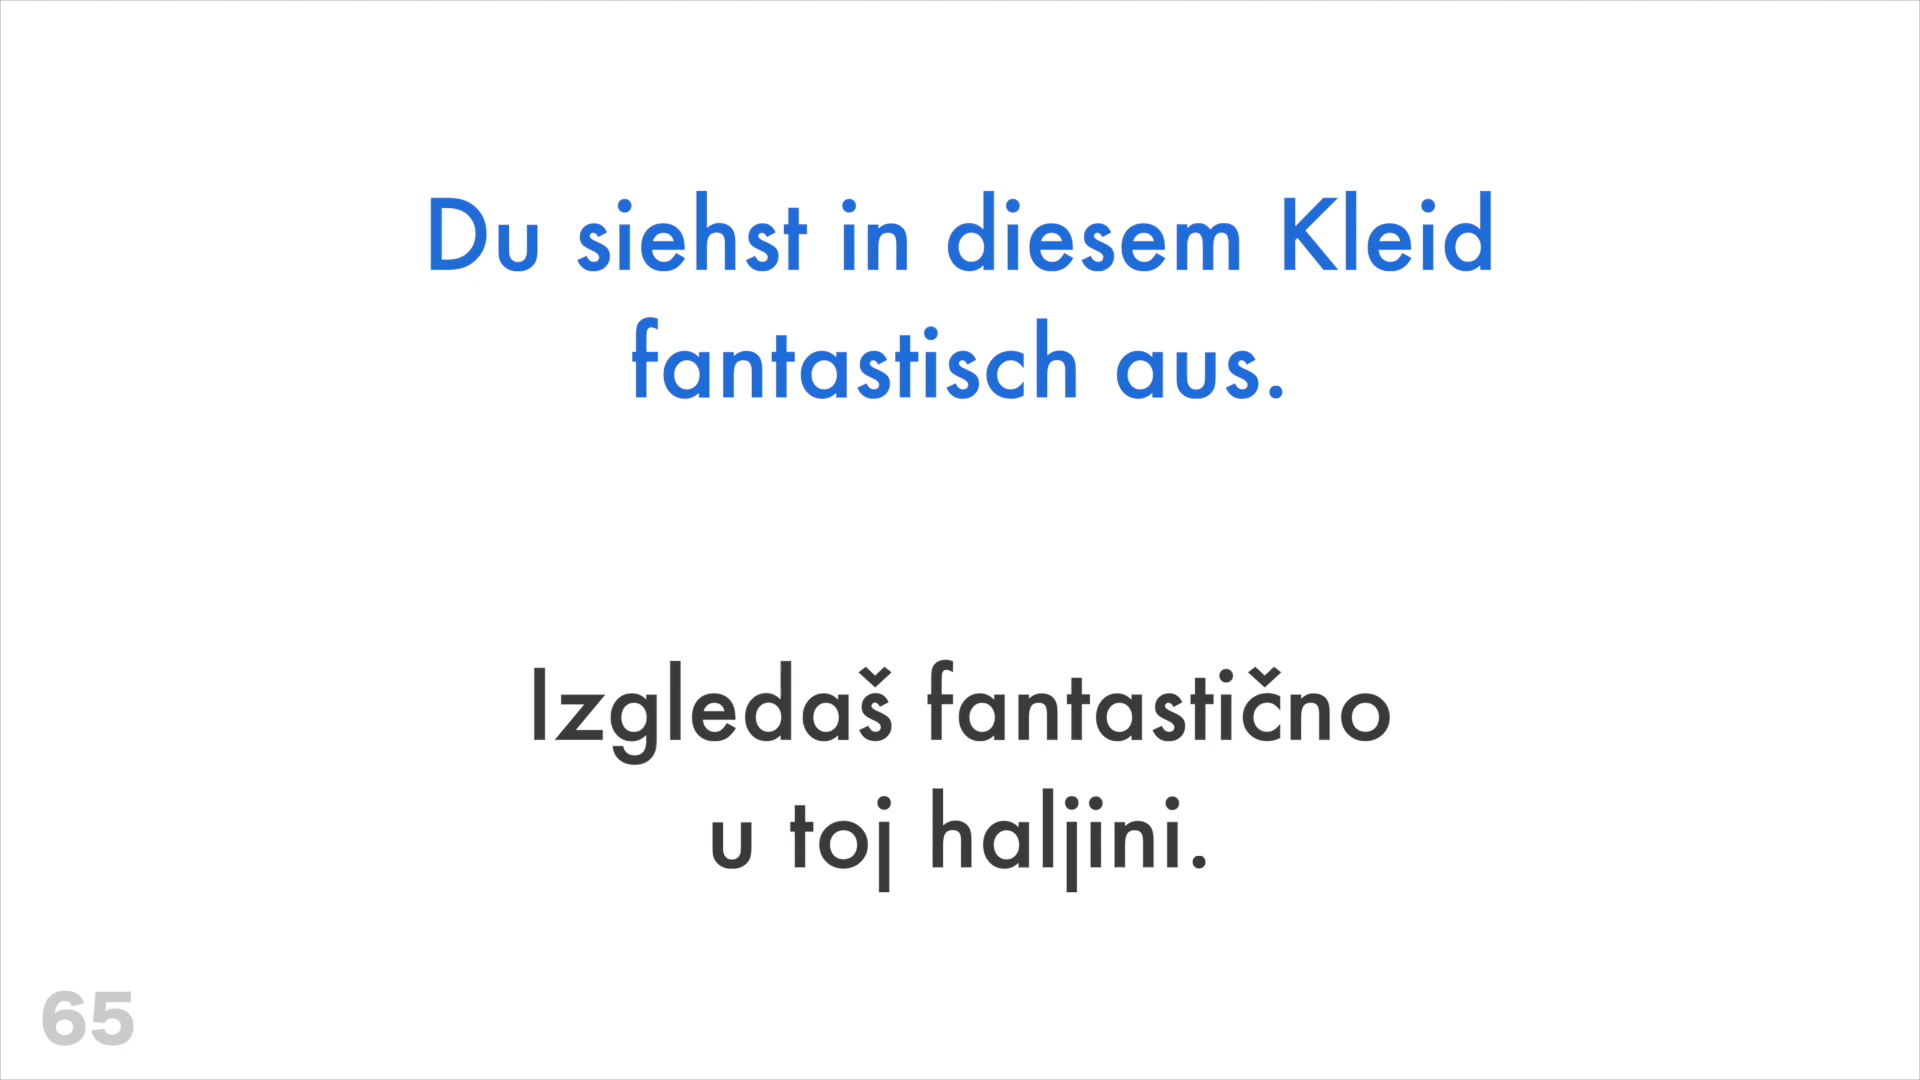 Du siehst in diesem Kleid
fantastisch aus.
Izgledaš fantastično
u toj haljini.
65